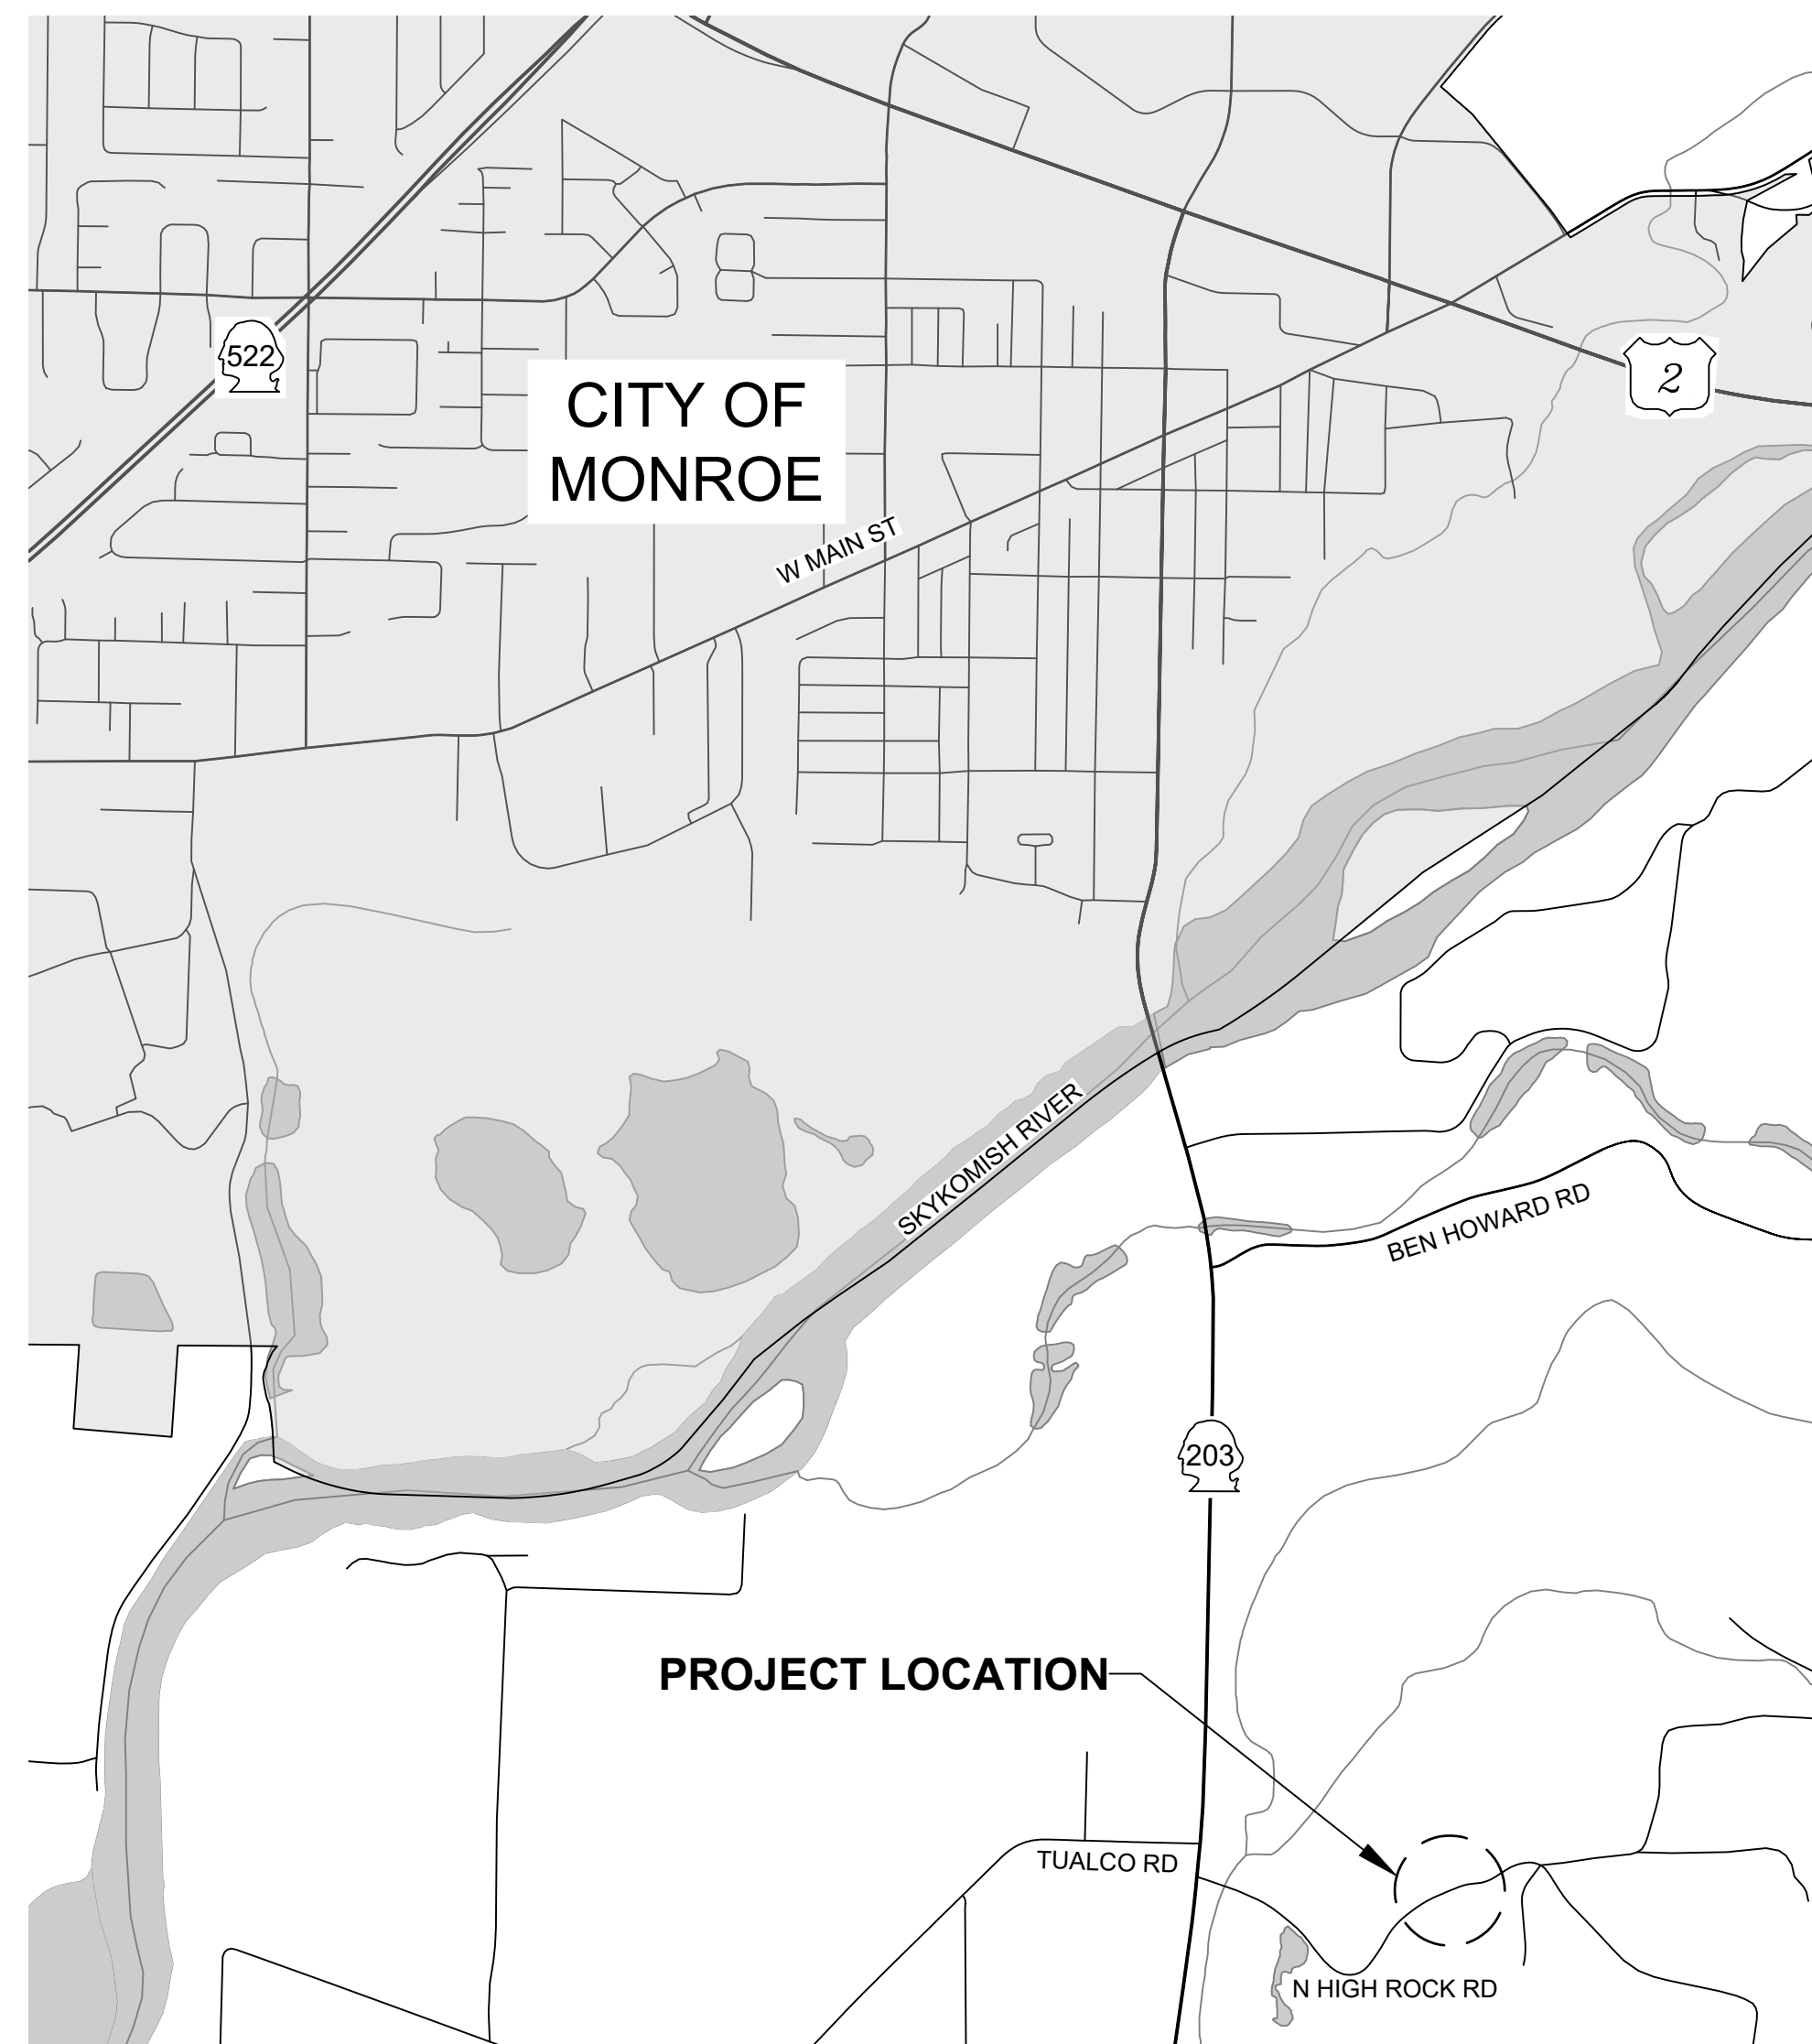 522
2
CITY OF
MONROE
W MAIN ST
SKYKOMISH RIVER
BEN HOWARD RD
203
PROJECT LOCATION
TUALCO RD
N HIGH ROCK RD